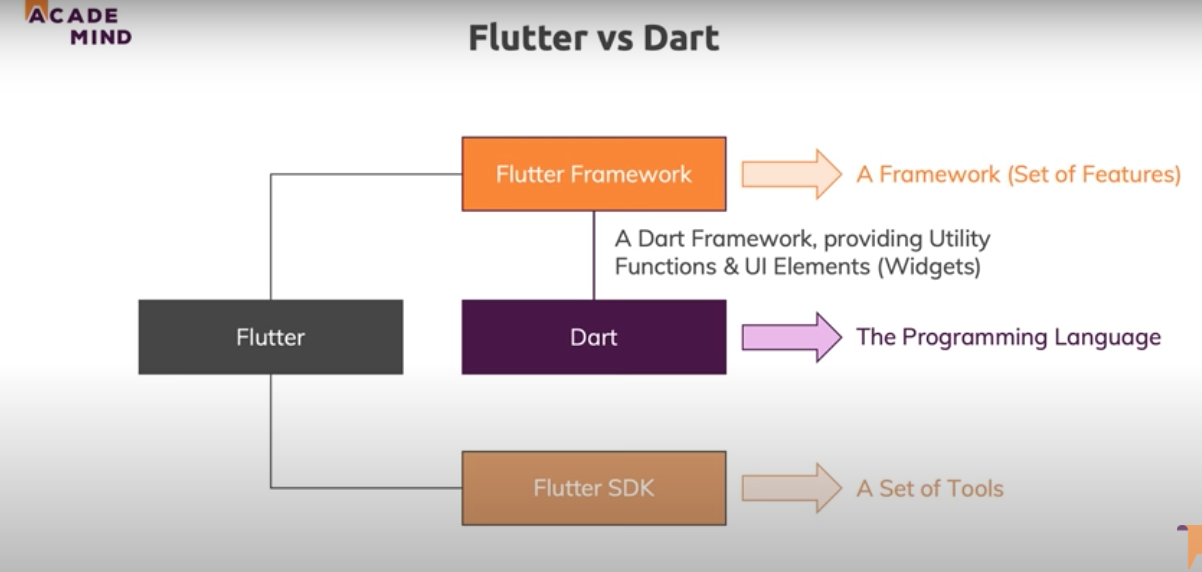 ACADE
MIND
Flutter vs Dart
Flutter Framework
A Framework (Set of Features)
A Dart Framework, providing Utility
Functions & UI Elements (Widgets)
Flutter
Dart
The Programming Language
Flutter SDK
A Set of Tools